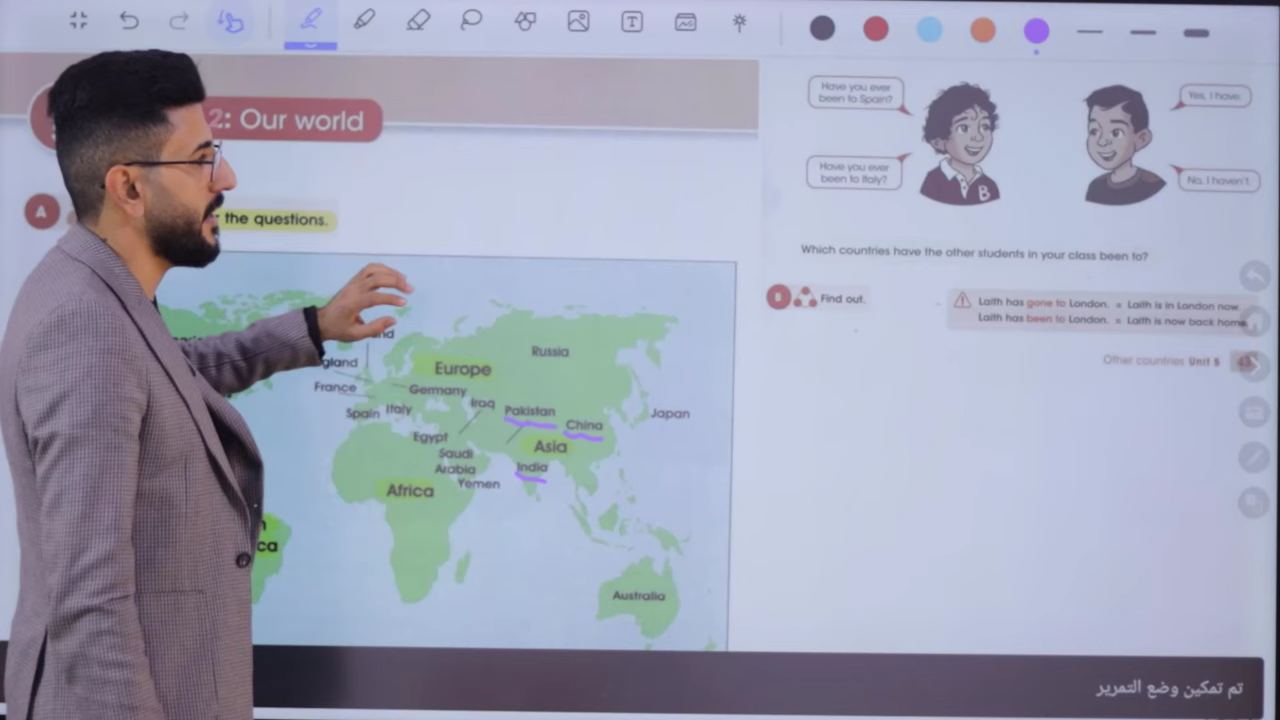 2: Our world
A
the questions.
Russia
Europe
gland
France
Germany
Iraq
Pakistan
Spain
Italy
China
Japan
Egypt
Asia
Saudi
Arabia
India
Yemen
Africa
ca
Australia
Have you ever
been to Spain?
Yes, I have.
Have you ever
been to Italy?
No, I haven't.
B
Which countries have the other students in your class been to?
B Find out.
Laith has gone to London. = Laith is in London now.
Laith has been to London. = Laith is now back home.
Other countries Unit 5
T
تم تمكين وضع التمرير